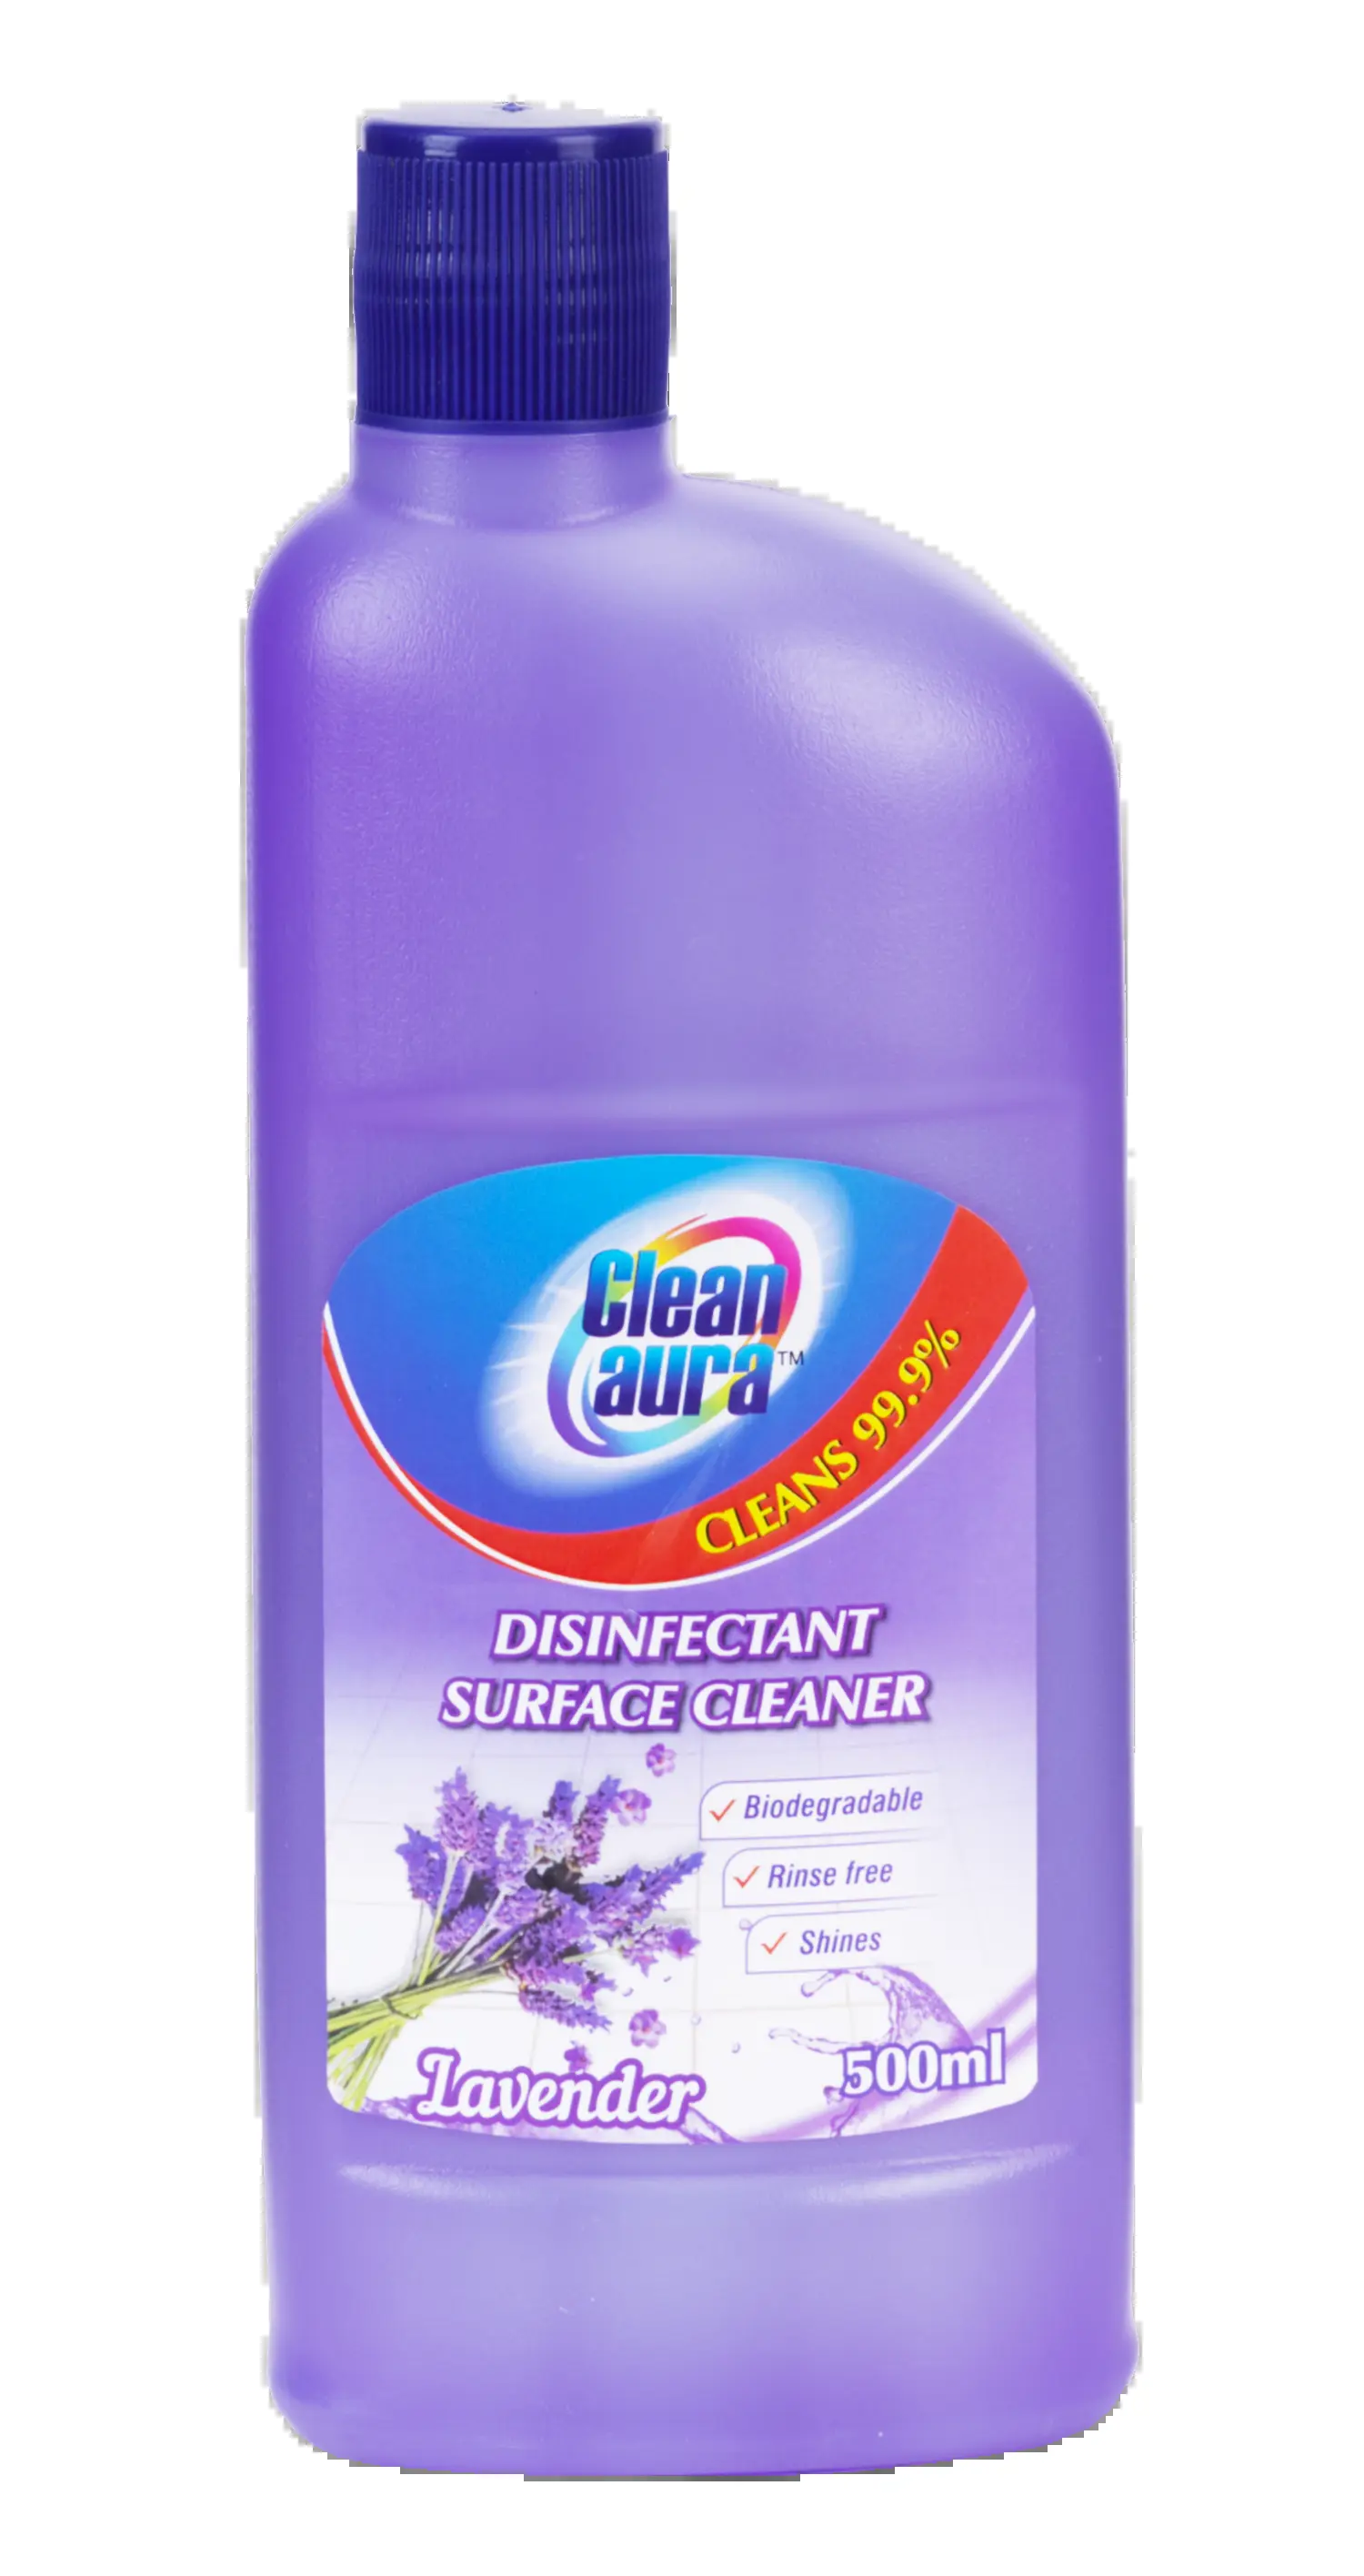 Clean
aura™
CLEANS 99.9%
DISINFECTANT
SURFACE CLEANER
Biodegradable
Rinse free
Shines
Lavender
500ml